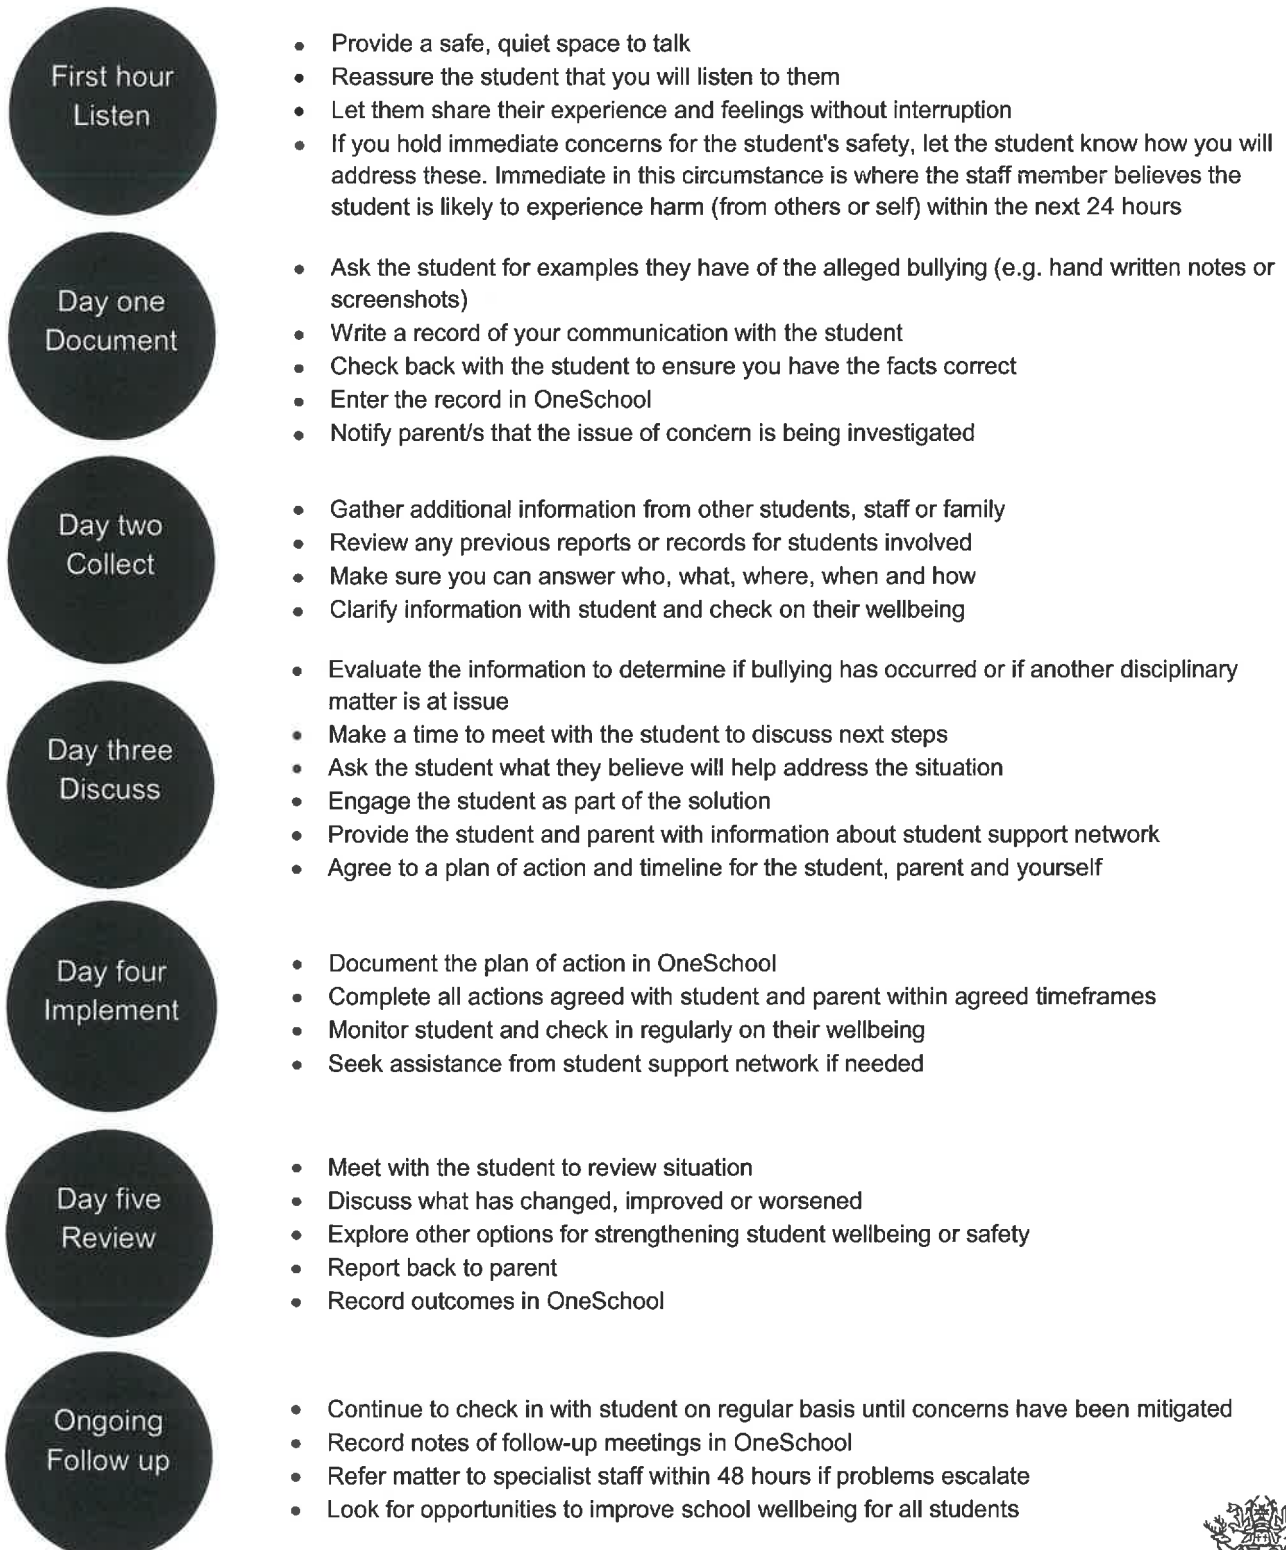 First hour
Listen
• Provide a safe, quiet space to talk
• Reassure the student that you will listen to them
• Let them share their experience and feelings without interruption
• If you hold immediate concerns for the student's safety, let the student know how you will
address these. Immediate in this circumstance is where the staff member believes the
student is likely to experience harm (from others or self) within the next 24 hours
Day one
Document
• Ask the student for examples they have of the alleged bullying (e.g. hand written notes or
screenshots)
• Write a record of your communication with the student
• Check back with the student to ensure you have the facts correct
• Enter the record in OneSchool
• Notify parent/s that the issue of concern is being investigated
Day two
Collect
• Gather additional information from other students, staff or family
• Review any previous reports or records for students involved
• Make sure you can answer who, what, where, when and how
• Clarify information with student and check on their wellbeing
Day three
Discuss
• Evaluate the information to determine if bullying has occurred or if another disciplinary
matter is at issue
• Make a time to meet with the student to discuss next steps
• Ask the student what they believe will help address the situation
• Engage the student as part of the solution
• Provide the student and parent with information about student support network
• Agree to a plan of action and timeline for the student, parent and yourself
Day four
Implement
• Document the plan of action in OneSchool
• Complete all actions agreed with student and parent within agreed timeframes
• Monitor student and check in regularly on their wellbeing
• Seek assistance from student support network if needed
Day five
Review
• Meet with the student to review situation
• Discuss what has changed, improved or worsened
• Explore other options for strengthening student wellbeing or safety
• Report back to parent
• Record outcomes in OneSchool
Ongoing
Follow up
• Continue to check in with student on regular basis until concerns have been mitigated
• Record notes of follow-up meetings in OneSchool
• Refer matter to specialist staff within 48 hours if problems escalate
• Look for opportunities to improve school wellbeing for all students